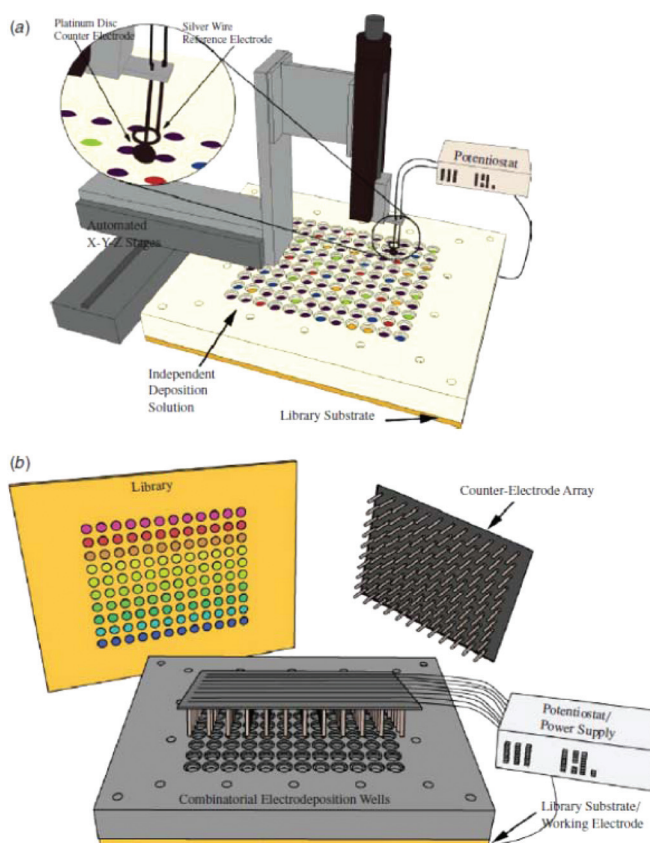 (a)
Platinum Disc
Counter Electrode
Silver Wire
Reference Electrode
Potentiostat
Automated
X-Y-Z Stages
Independent
Deposition
Solution
Library Substrate
(b)
Library
Counter-Electrode Array
Potentiostat/
Power Supply
Combinatorial Electrodeposition Wells
Library Substrate/
Working Electrode